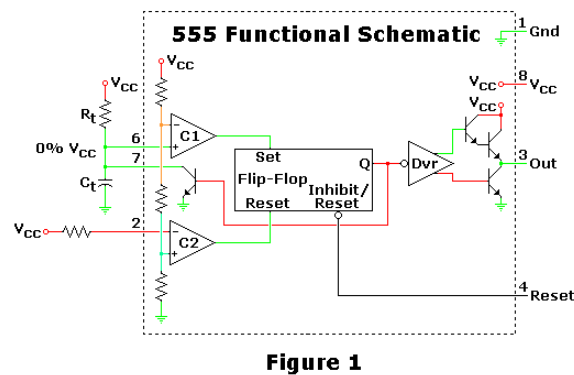 555 Functional Schematic
1 Gnd
VCC
VCC
VCC 8 VCC
VCC
Rt
C1
6
0% VCC
7
Set
Q
Dvr
3 Out
Flip-Flop
Inhibit/
Reset
Reset
Ct
VCC
2
C2
4
Reset
Figure 1